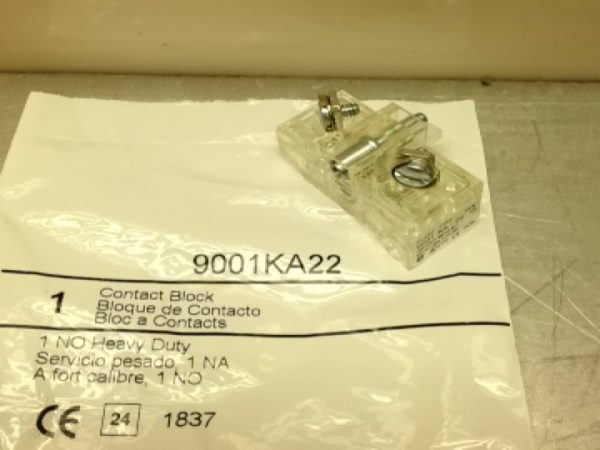 9001KA22
1 Contact Block
Bloque de Contacto
Bloc a Contacts
1 NO Heavy Duty
Servicio pesado, 1 NA
A fort calibre, 1 NO
CE 24 1837